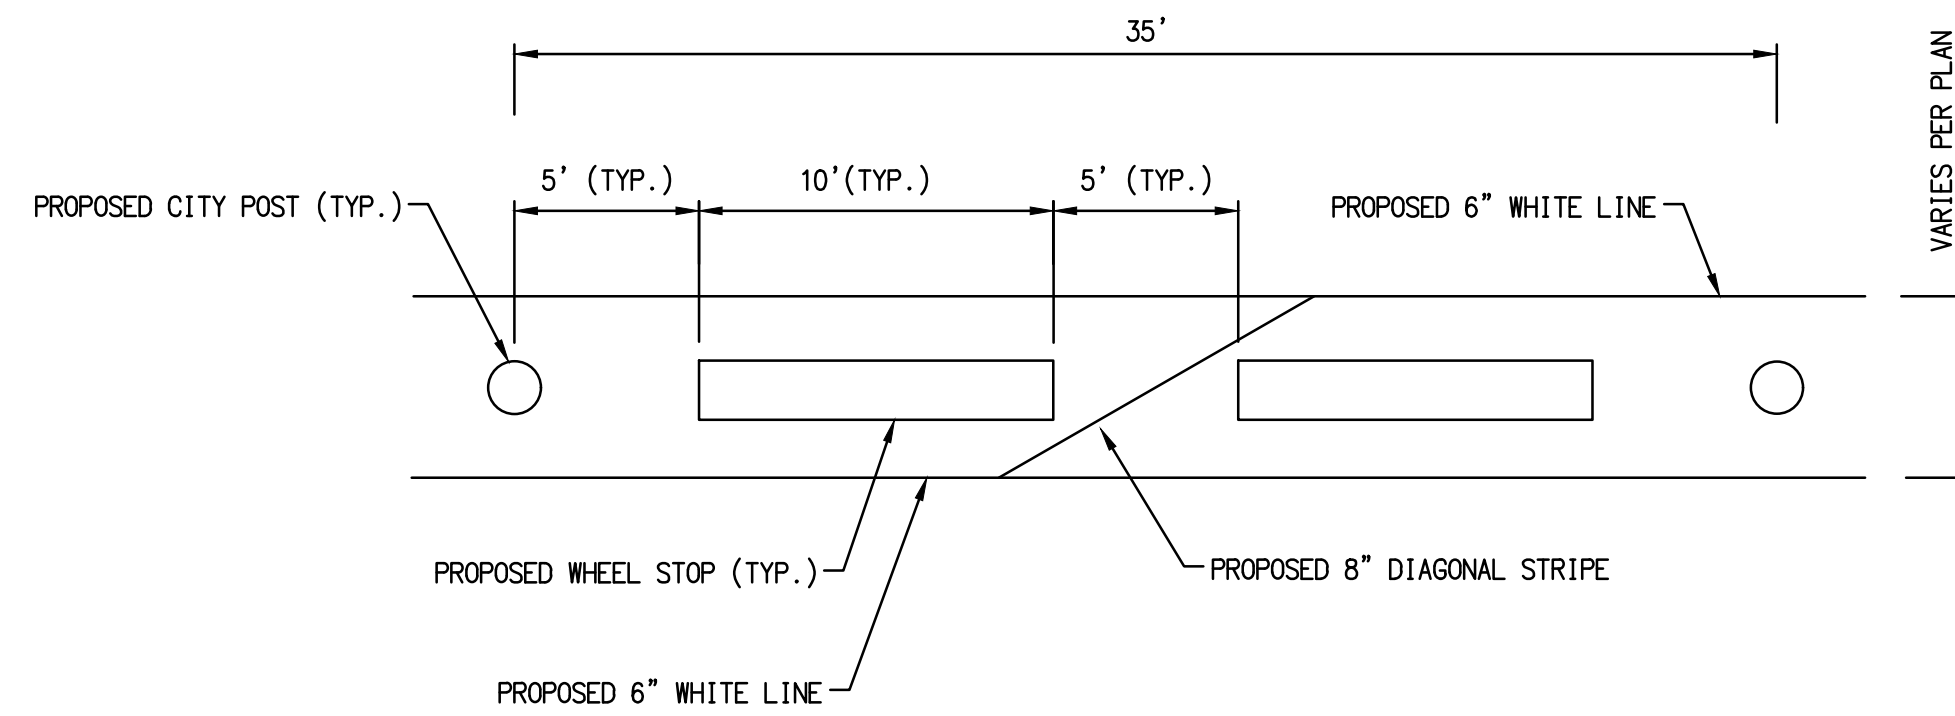 35'
VARIES PER PLAN
5' (TYP.)
10'(TYP.)
5' (TYP.)
PROPOSED CITY POST (TYP.)
PROPOSED 6" WHITE LINE
PROPOSED WHEEL STOP (TYP.)
PROPOSED 8" DIAGONAL STRIPE
PROPOSED 6" WHITE LINE